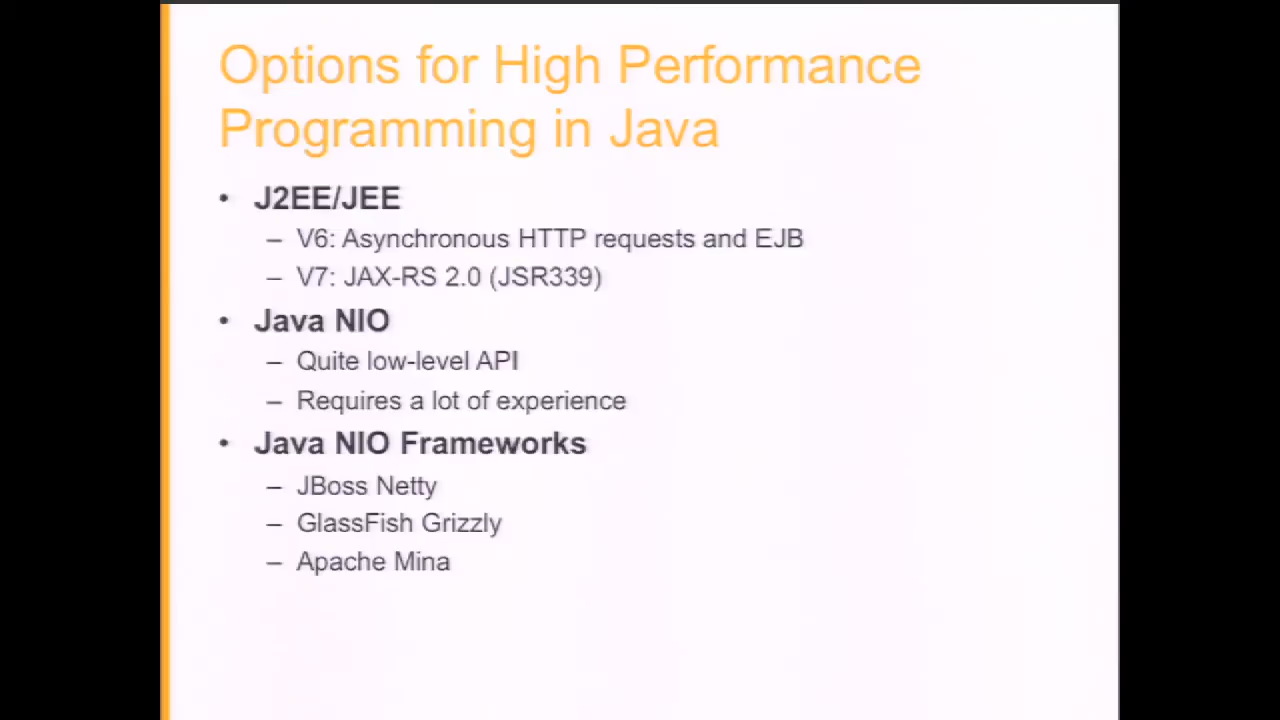 Options for High Performance
Programming in Java
• J2EE/JEE
– V6: Asynchronous HTTP requests and EJB
– V7: JAX-RS 2.0 (JSR339)
• Java NIO
– Quite low-level API
– Requires a lot of experience
• Java NIO Frameworks
– JBoss Netty
– GlassFish Grizzly
– Apache Mina